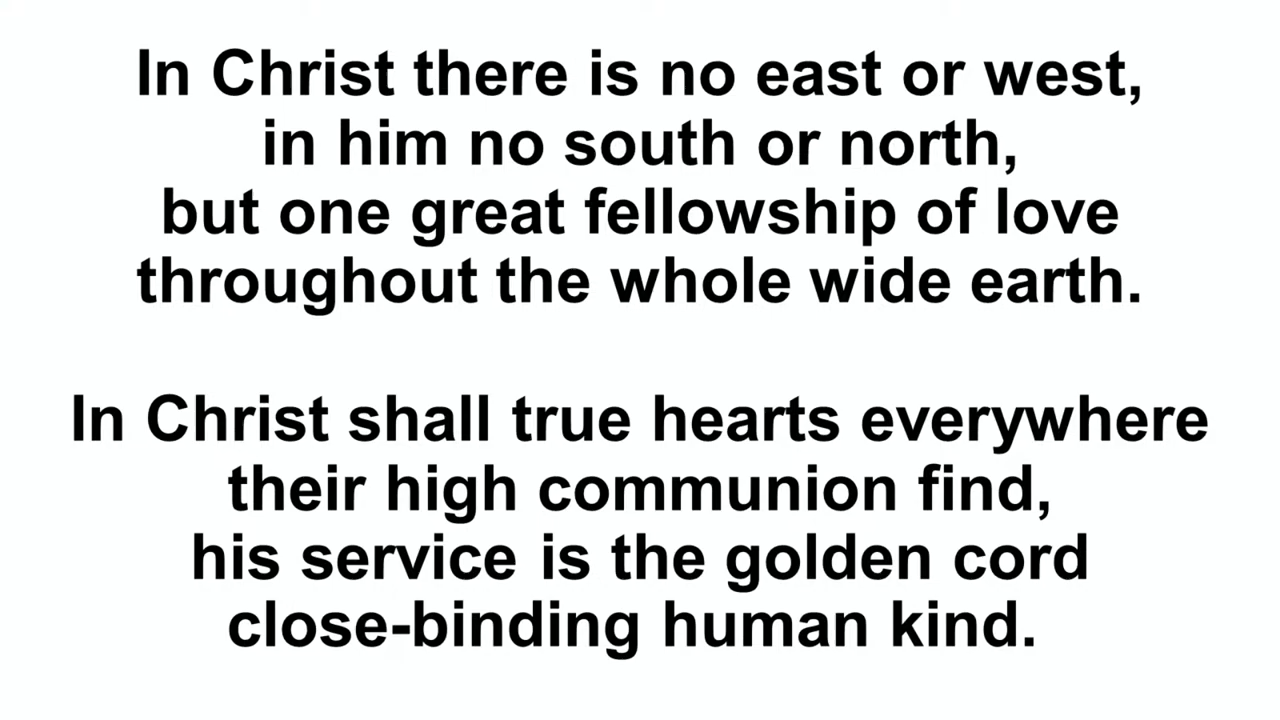 In Christ there is no east or west,
in him no south or north,
but one great fellowship of love
throughout the whole wide earth.
In Christ shall true hearts everywhere
their high communion find,
his service is the golden cord
close-binding human kind.